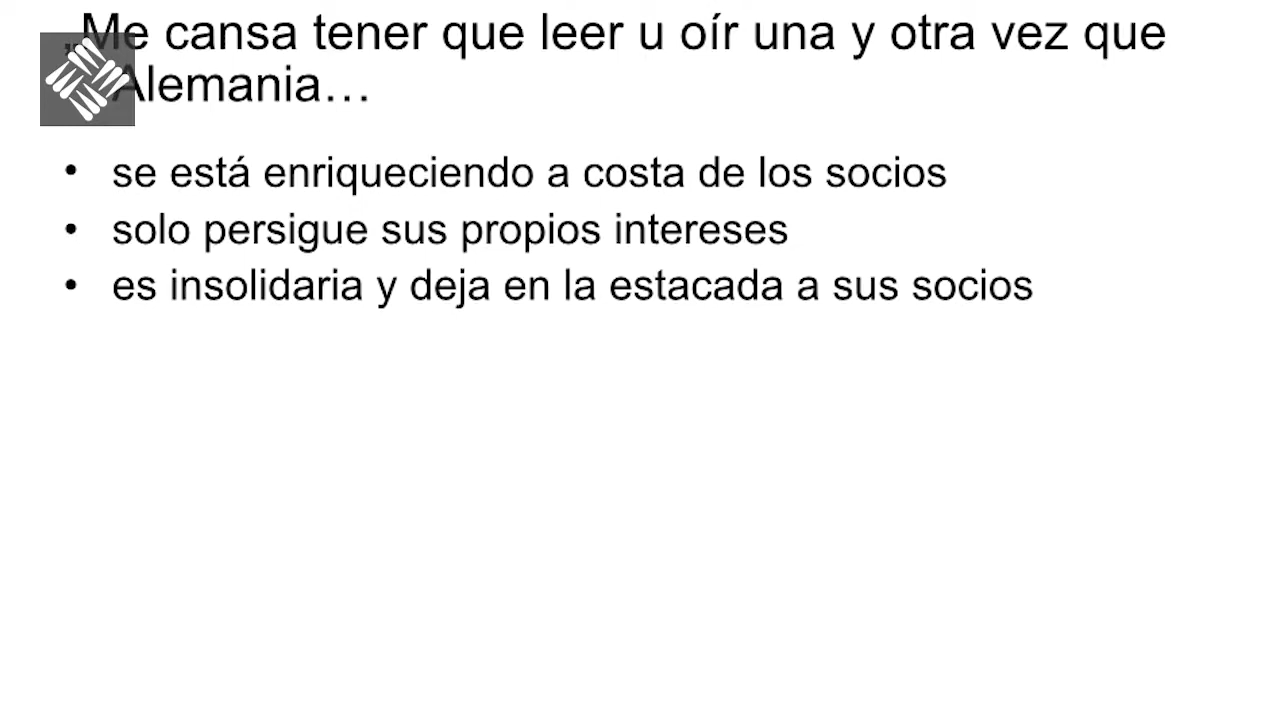 „Me cansa tener que leer u oír una y otra vez que
Alemania…
• se está enriqueciendo a costa de los socios
• solo persigue sus propios intereses
• es insolidaria y deja en la estacada a sus socios